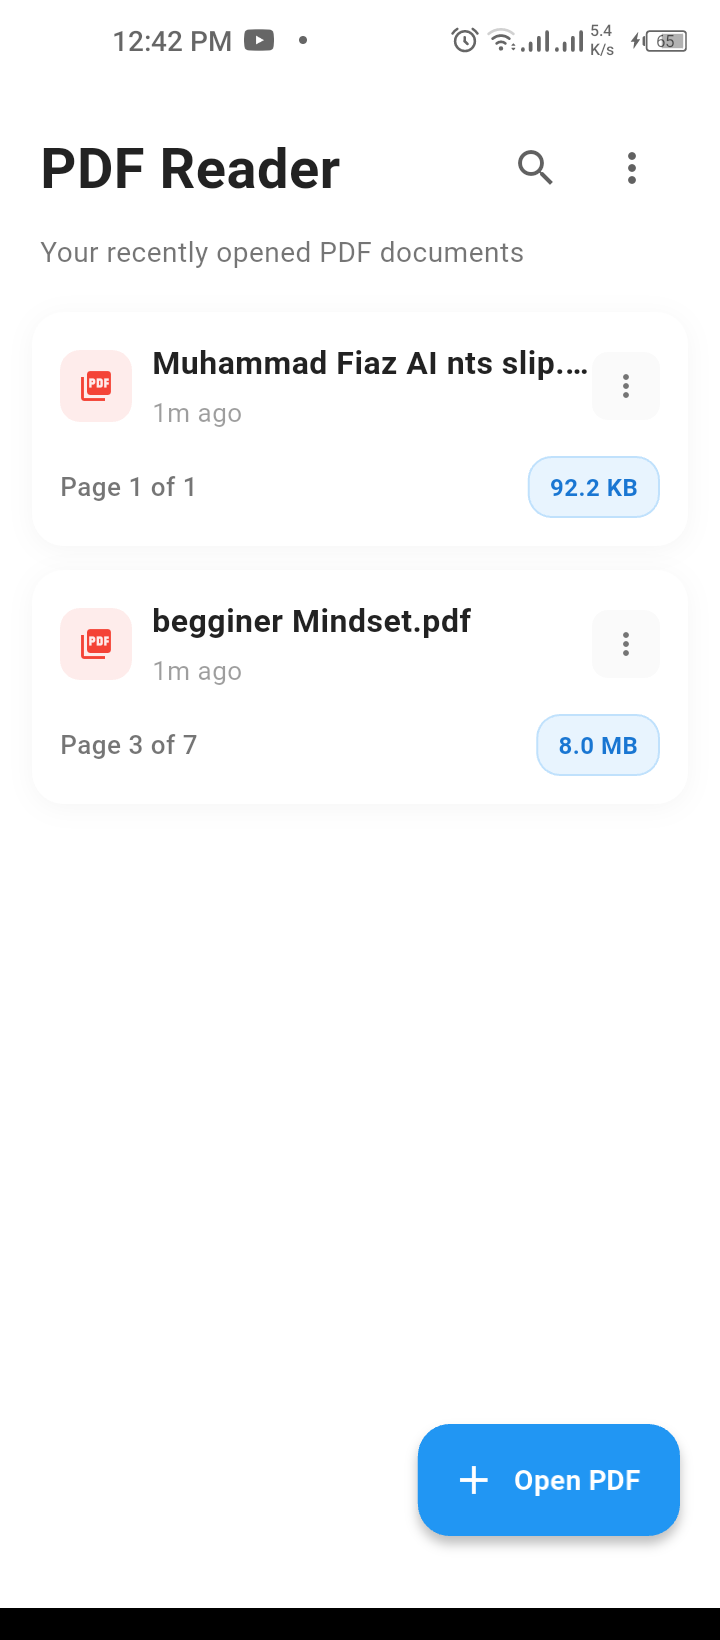 12:42 PM
5.4
K/s
65
PDF Reader
Your recently opened PDF documents
PDF
Muhammad Fiaz AI nts slip.…
1m ago
Page 1 of 1
92.2 KB
PDF
begginer Mindset.pdf
1m ago
Page 3 of 7
8.0 MB
Open PDF